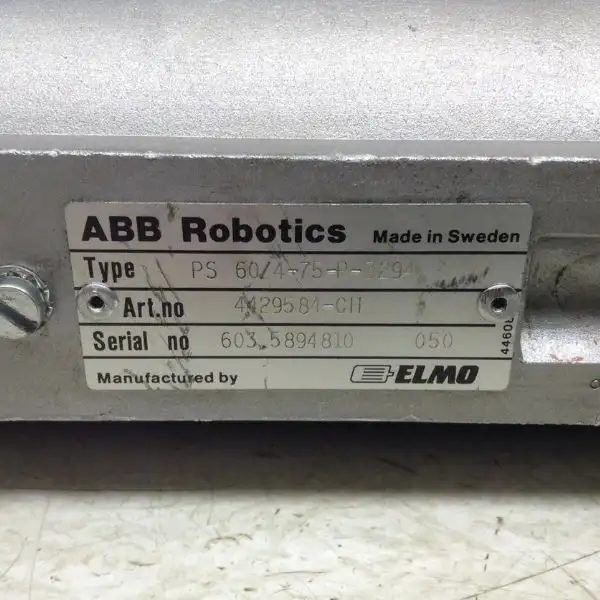 ABB Robotics Made in Sweden
Type PS 60/4-75-P-
Art.no 4429584-CH
Serial no 603.5894810 050
Manufactured by ELMO